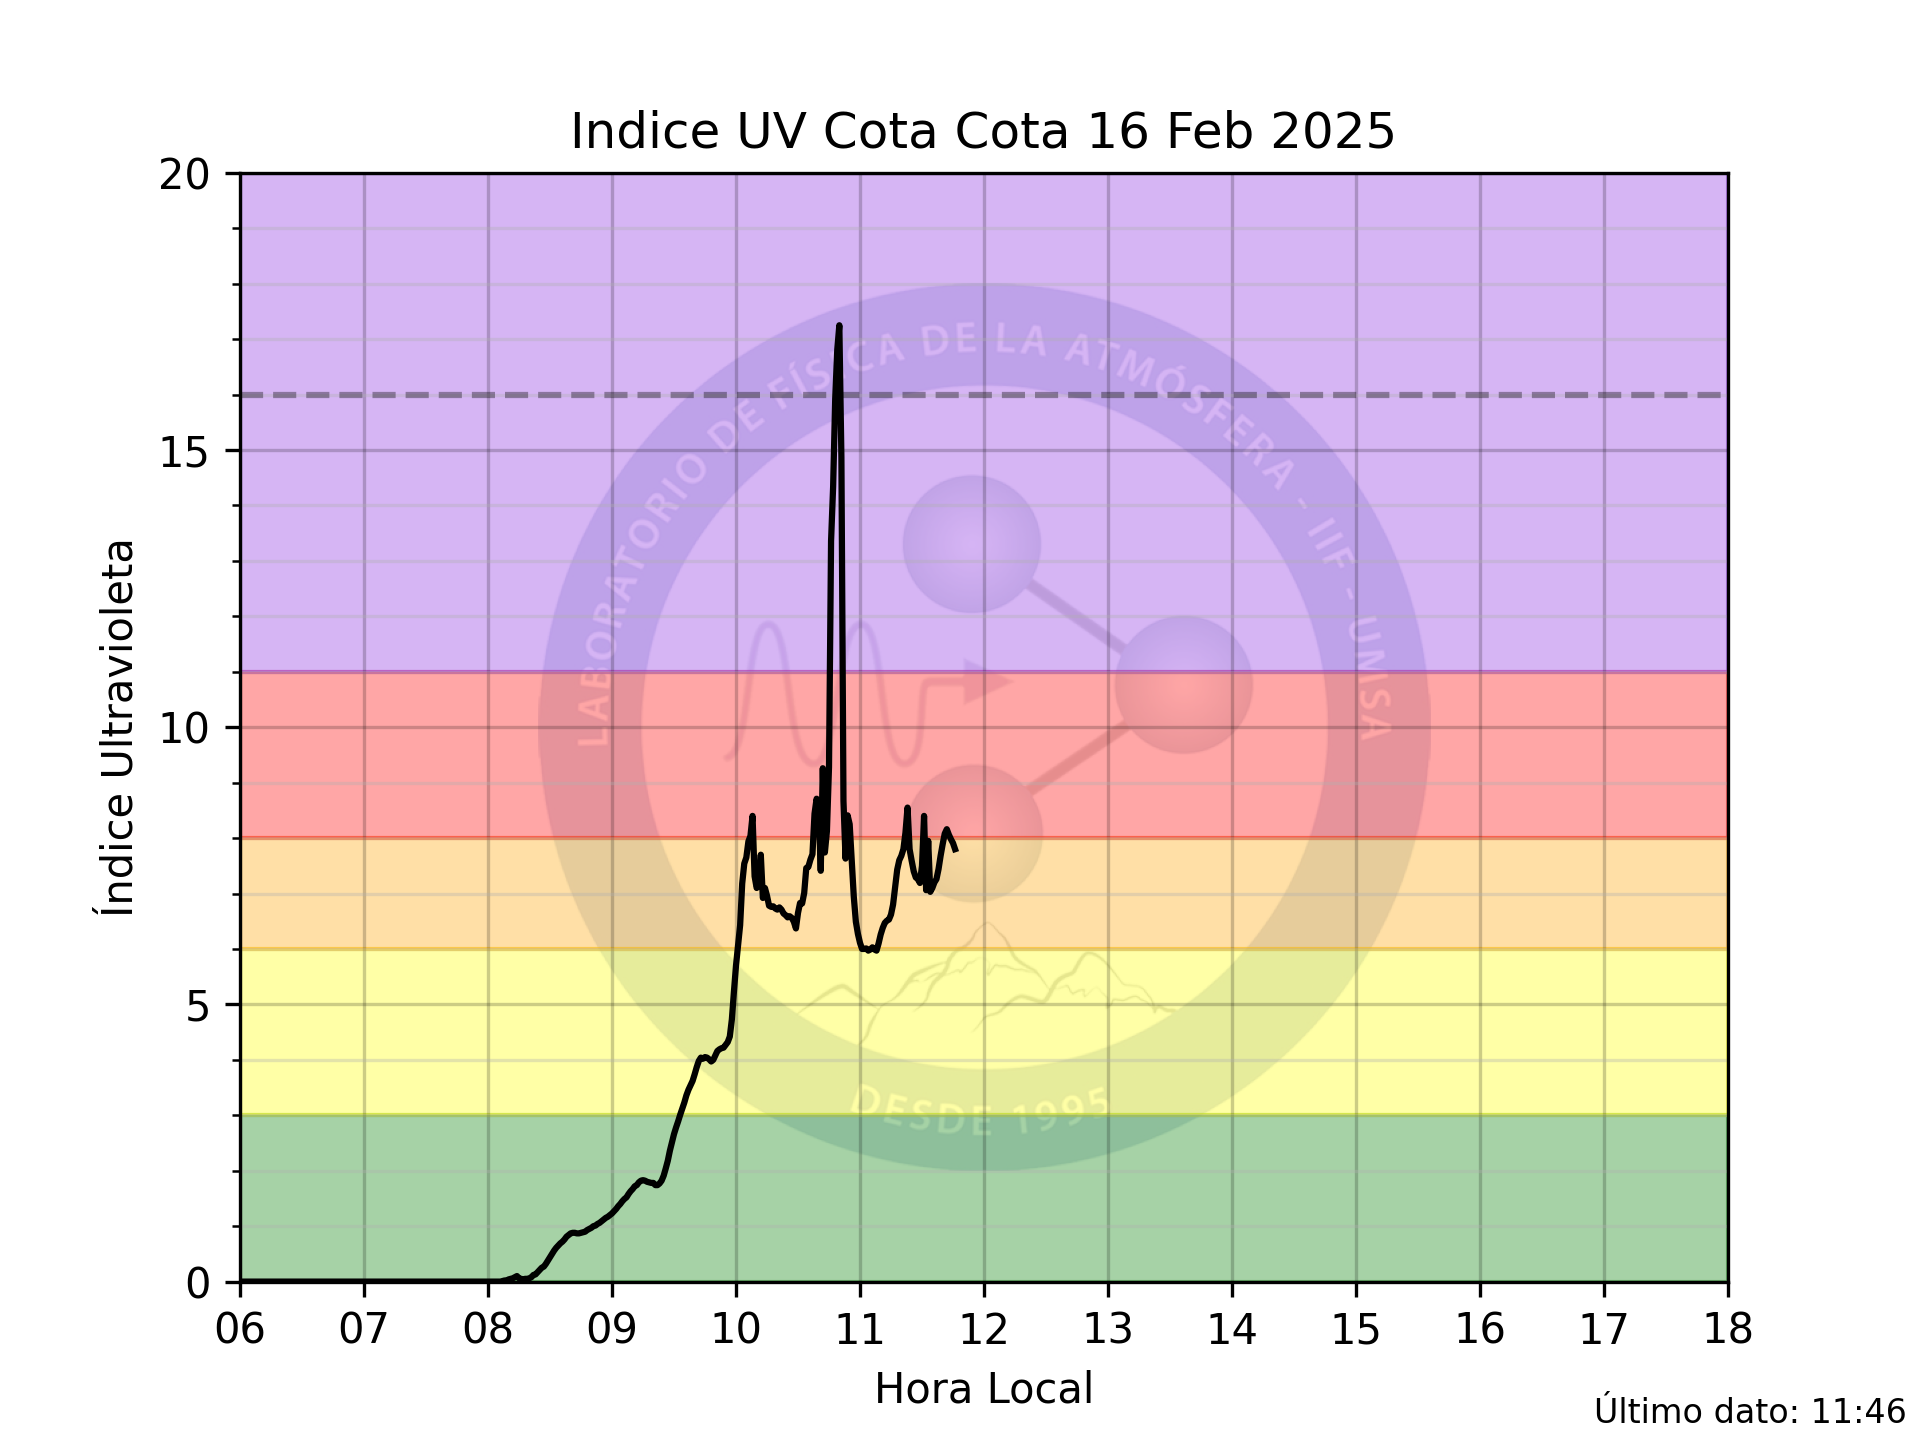 Indice UV Cota Cota 16 Feb 2025
20
15
10
5
0
Índice Ultravioleta
LABORATORIO DE FÍSICA DE LA ATMÓSFERA - IIF - UMSA
DESDE 1995
06 07 08 09 10 11 12 13 14 15 16 17 18
Hora Local
Último dato: 11:46